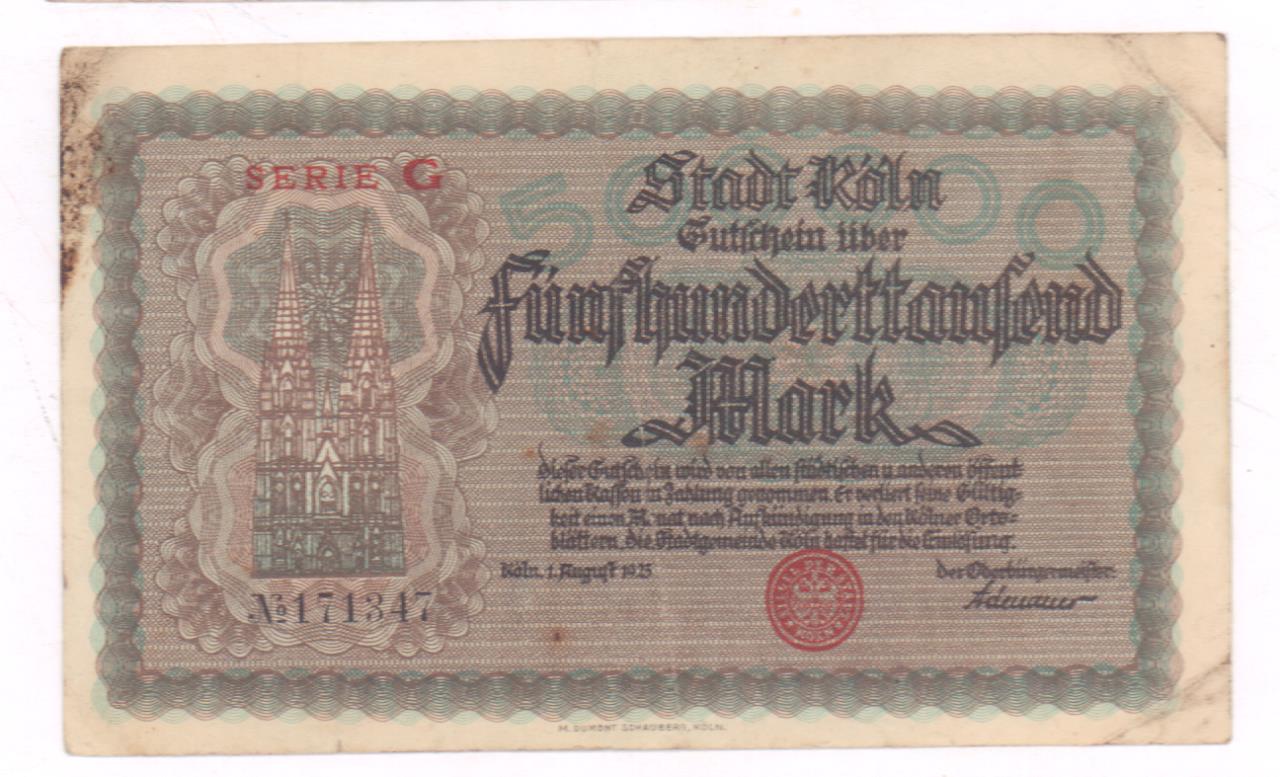 SERIE G
500000
Stadt Köln
Gutschein über
Fünfhunderttausend
Mark
Dieser Gutschein wird von allen städtischen u. anderen öffent-
lichen Kassen in Zahlung genommen. Er verliert seine Gültig-
keit einen Monat nach Aufkündigung in den Kölner Orts-
blättern. Die Stadtgemeinde Köln haftet für die Einlösung.
Köln, 1. August 1923
Der Oberbürgermeister:
Adenauer
№171347
KÖLN
M. DUMONT SCHAUBERG, KÖLN.